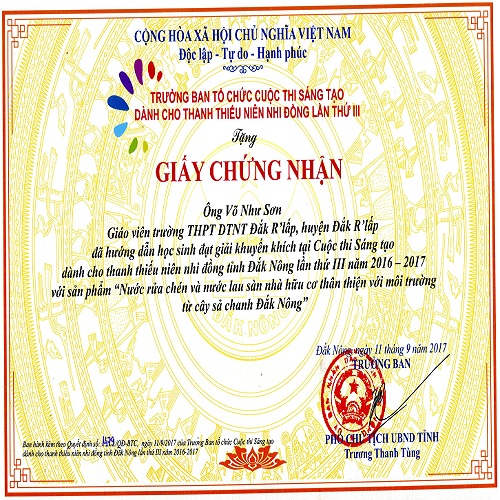 CỘNG HÒA XÃ HỘI CHỦ NGHĨA VIỆT NAM
Độc lập - Tự do - Hạnh phúc
TRƯỞNG BAN TỔ CHỨC CUỘC THI SÁNG TẠO
DÀNH CHO THANH THIẾU NIÊN NHI ĐỒNG LẦN THỨ III
Tặng
GIẤY CHỨNG NHẬN
Ông Võ Như Sơn
Giáo viên trường THPT DTNT Đắk R’lấp, huyện Đắk R’lấp
đã hướng dẫn học sinh đạt giải khuyến khích tại Cuộc thi Sáng tạo
dành cho thanh thiếu niên nhi đồng tỉnh Đắk Nông lần thứ III năm 2016 – 2017
với sản phẩm “Nước rửa chén và nước lau sàn nhà hữu cơ thân thiện với môi trường
từ cây sả chanh Đắk Nông”
Đắk Nông, ngày 11 tháng 9 năm 2017
TRƯỞNG BAN
PHÓ CHỦ TỊCH UBND TỈNH
Trương Thanh Tùng
Ban hành kèm theo Quyết định số: /QĐ-BTC, ngày 11/9/2017 của Trưởng Ban tổ chức Cuộc thi Sáng tạo
dành cho thanh thiếu niên nhi đồng tỉnh Đắk Nông lần thứ III năm 2016-2017